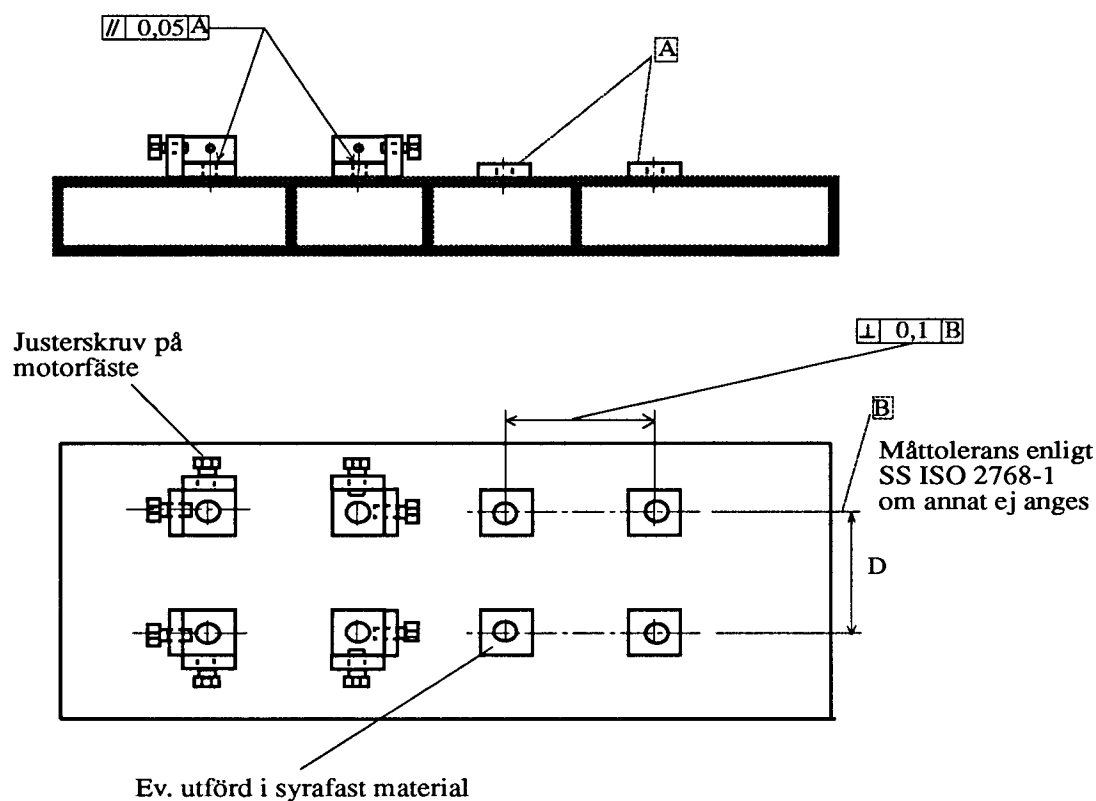 // 0,05 A
A
Justerskruv på
motorfäste
⊥ 0,1 B
B
Måttolerans enligt
SS ISO 2768-1
om annat ej anges
D
Ev. utförd i syrafast material